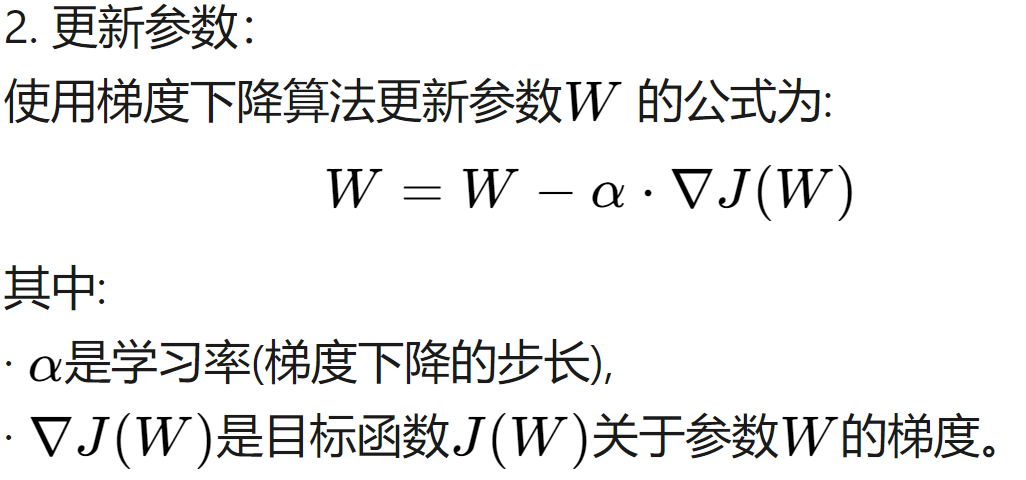 2. 更新参数：
使用梯度下降算法更新参数W 的公式为:
W = W − α · ∇J(W)
其中:
· α是学习率(梯度下降的步长),
· ∇J(W)是目标函数J(W)关于参数W的梯度。